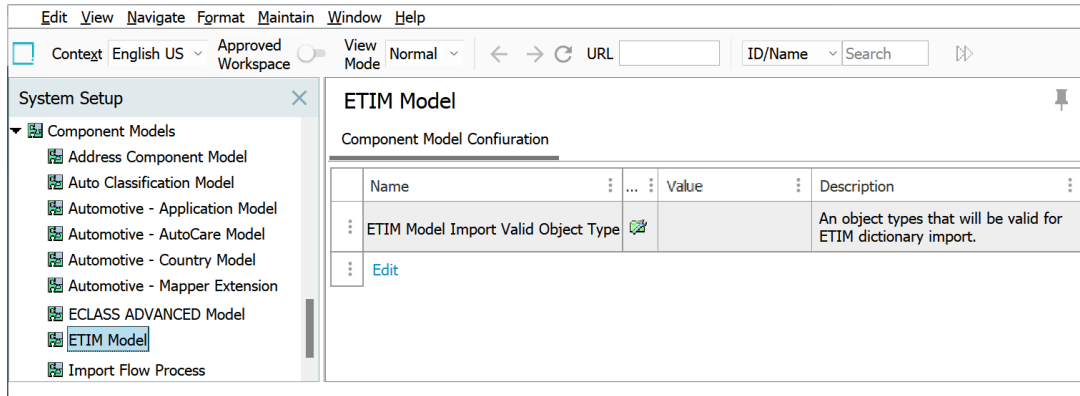 Edit View Navigate Format Maintain Window Help
Context English US Approved Workspace View Mode Normal URL ID/Name Search
System Setup
Component Models
Address Component Model
Auto Classification Model
Automotive - Application Model
Automotive - AutoCare Model
Automotive - Country Model
Automotive - Mapper Extension
ECLASS ADVANCED Model
ETIM Model
Import Flow Process
ETIM Model
Component Model Confiuration
Name ... Value Description
ETIM Model Import Valid Object Type An object types that will be valid for
ETIM dictionary import.
Edit